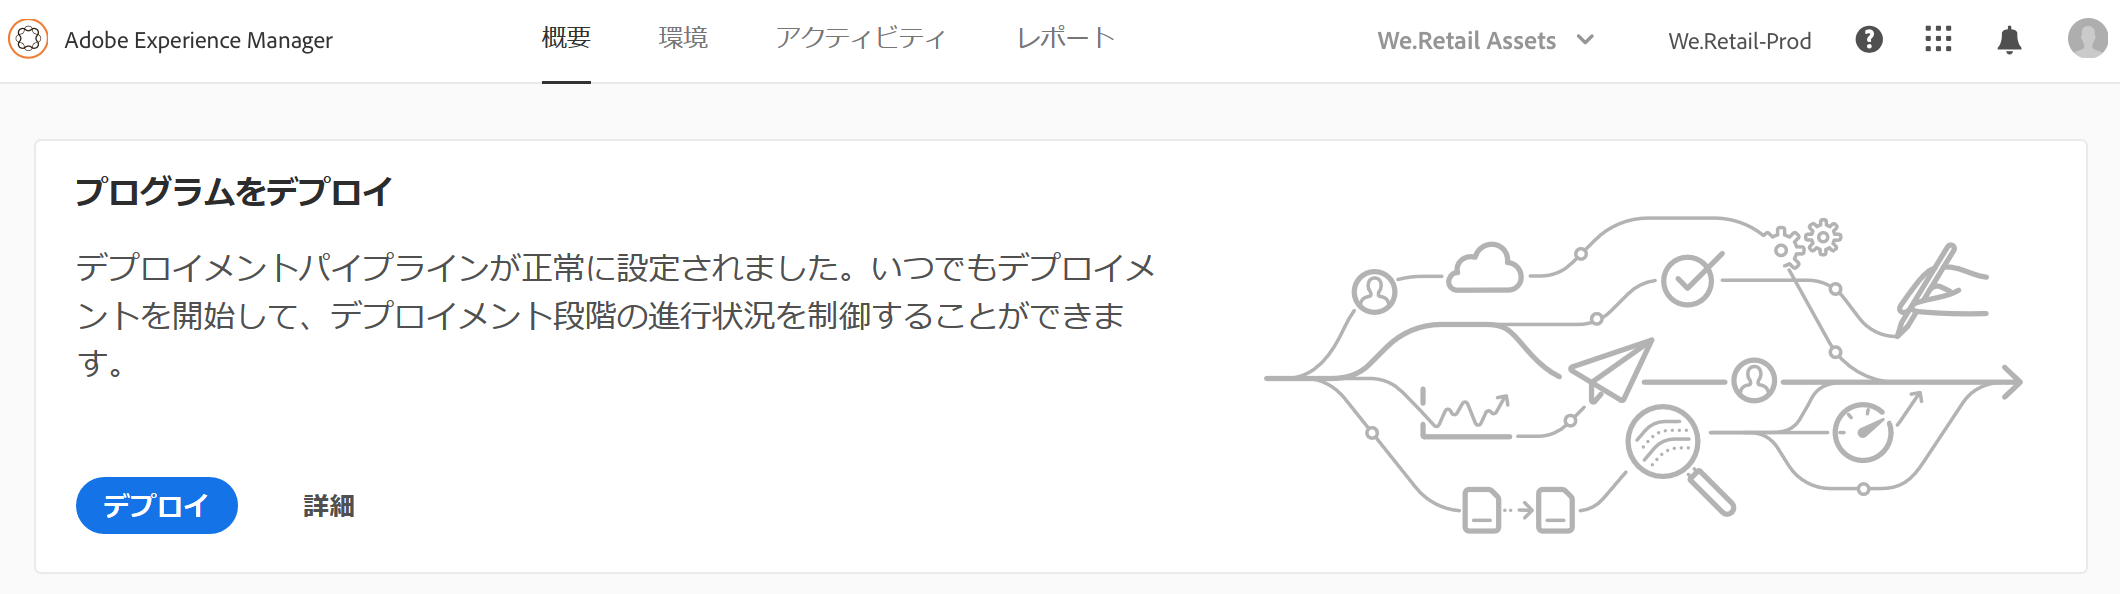 Adobe Experience Manager 概要 環境 アクティビティ レポート We.Retail Assets We.Retail-Prod
プログラムをデプロイ
デプロイメントパイプラインが正常に設定されました。いつでもデプロイメ
ントを開始して、デプロイメント段階の進行状況を制御することができま
す。
デプロイ 詳細